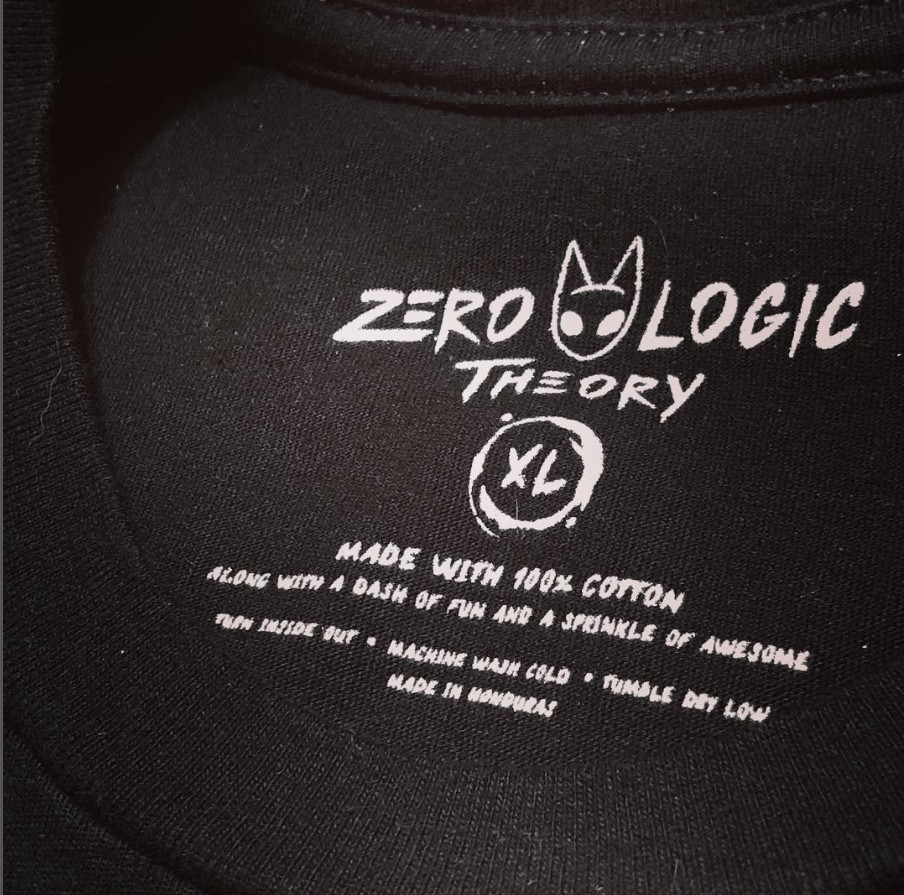 ZERO LOGIC
THEORY
XL
MADE WITH 100% COTTON
ALONG WITH A DASH OF FUN AND A SPRINKLE OF AWESOME
TURN INSIDE OUT • MACHINE WASH COLD • TUMBLE DRY LOW
MADE IN HONDURAS